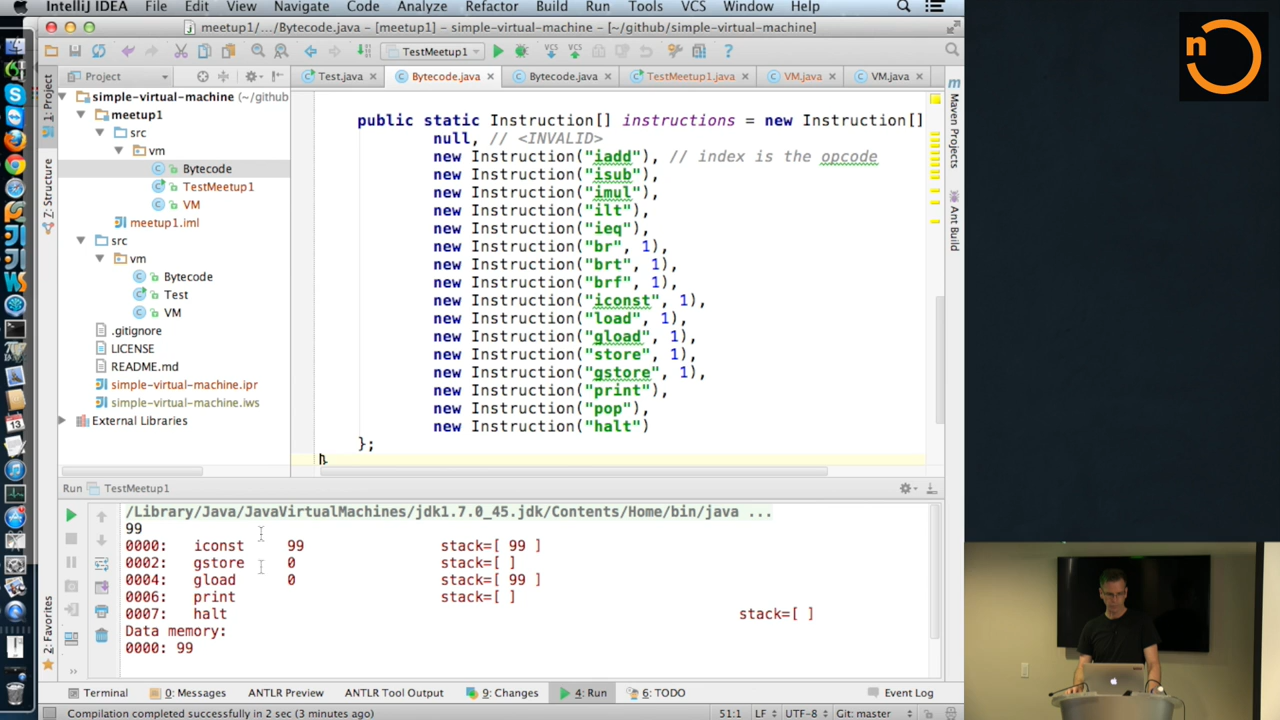 IntelliJ IDEA File Edit View Navigate Code Analyze Refactor Build Run Tools VCS Window Help
meetup1/.../Bytecode.java - [meetup1] - simple-virtual-machine - [~/github/simple-virtual-machine]
TestMeetup1 VCS VCS
Project
Test.java Bytecode.java Bytecode.java TestMeetup1.java VM.java VM.java
1: Project
Z: Structure
2: Favorites
Maven Projects
Ant Build
simple-virtual-machine (~/github
meetup1
src
vm
Bytecode
TestMeetup1
VM
meetup1.iml
src
vm
Bytecode
Test
VM
.gitignore
LICENSE
README.md
simple-virtual-machine.ipr
simple-virtual-machine.iws
External Libraries
public static Instruction[] instructions = new Instruction[]
null, // <INVALID>
new Instruction("iadd"), // index is the opcode
new Instruction("isub"),
new Instruction("imul"),
new Instruction("ilt"),
new Instruction("ieq"),
new Instruction("br", 1),
new Instruction("brt", 1),
new Instruction("brf", 1),
new Instruction("iconst", 1),
new Instruction("load", 1),
new Instruction("gload", 1),
new Instruction("store", 1),
new Instruction("gstore", 1),
new Instruction("print"),
new Instruction("pop"),
new Instruction("halt")
};
Run TestMeetup1
/Library/Java/JavaVirtualMachines/jdk1.7.0_45.jdk/Contents/Home/bin/java ...
99
0000: iconst 99 stack=[ 99 ]
0002: gstore 0 stack=[ ]
0004: gload 0 stack=[ 99 ]
0006: print stack=[ ]
0007: halt stack=[ ]
Data memory:
0000: 99
Terminal 0: Messages ANTLR Preview ANTLR Tool Output 9: Changes 4: Run 6: TODO Event Log
Compilation completed successfully in 2 sec (3 minutes ago) 51:1 LF UTF-8 Git: master
n